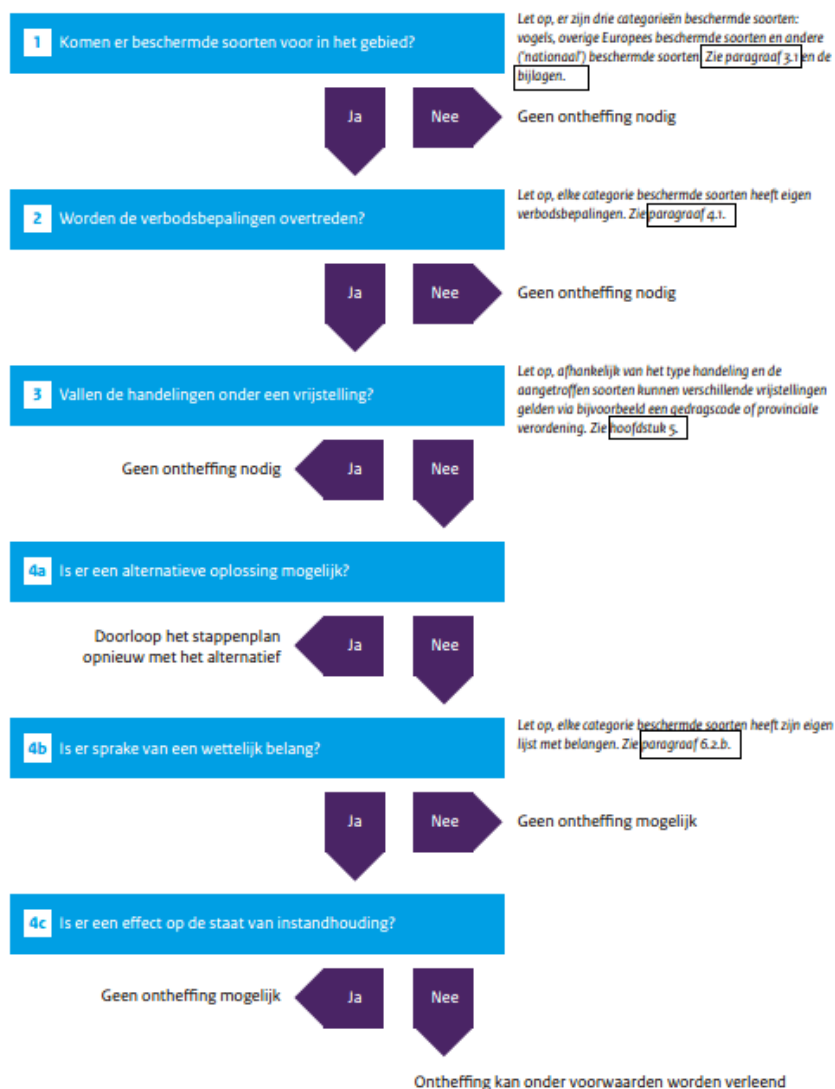 1 Komen er beschermde soorten voor in het gebied?
Let op, er zijn drie categorieën beschermde soorten:
vogels, overige Europees beschermde soorten en andere
('nationaal') beschermde soorten. Zie paragraaf 3.1 en de
bijlagen.
Ja
Nee
Geen ontheffing nodig
2 Worden de verbodsbepalingen overtreden?
Let op, elke categorie beschermde soorten heeft eigen
verbodsbepalingen. Zie paragraaf 4.1.
Ja
Nee
Geen ontheffing nodig
3 Vallen de handelingen onder een vrijstelling?
Let op, afhankelijk van het type handeling en de
aangetroffen soorten kunnen verschillende vrijstellingen
gelden via bijvoorbeeld een gedragscode of provinciale
verordening. Zie hoofdstuk 5.
Geen ontheffing nodig
Ja
Nee
4a Is er een alternatieve oplossing mogelijk?
Doorloop het stappenplan
opnieuw met het alternatief
Ja
Nee
4b Is er sprake van een wettelijk belang?
Let op, elke categorie beschermde soorten heeft zijn eigen
lijst met belangen. Zie paragraaf 6.2.b.
Ja
Nee
Geen ontheffing mogelijk
4c Is er een effect op de staat van instandhouding?
Geen ontheffing mogelijk
Ja
Nee
Ontheffing kan onder voorwaarden worden verleend